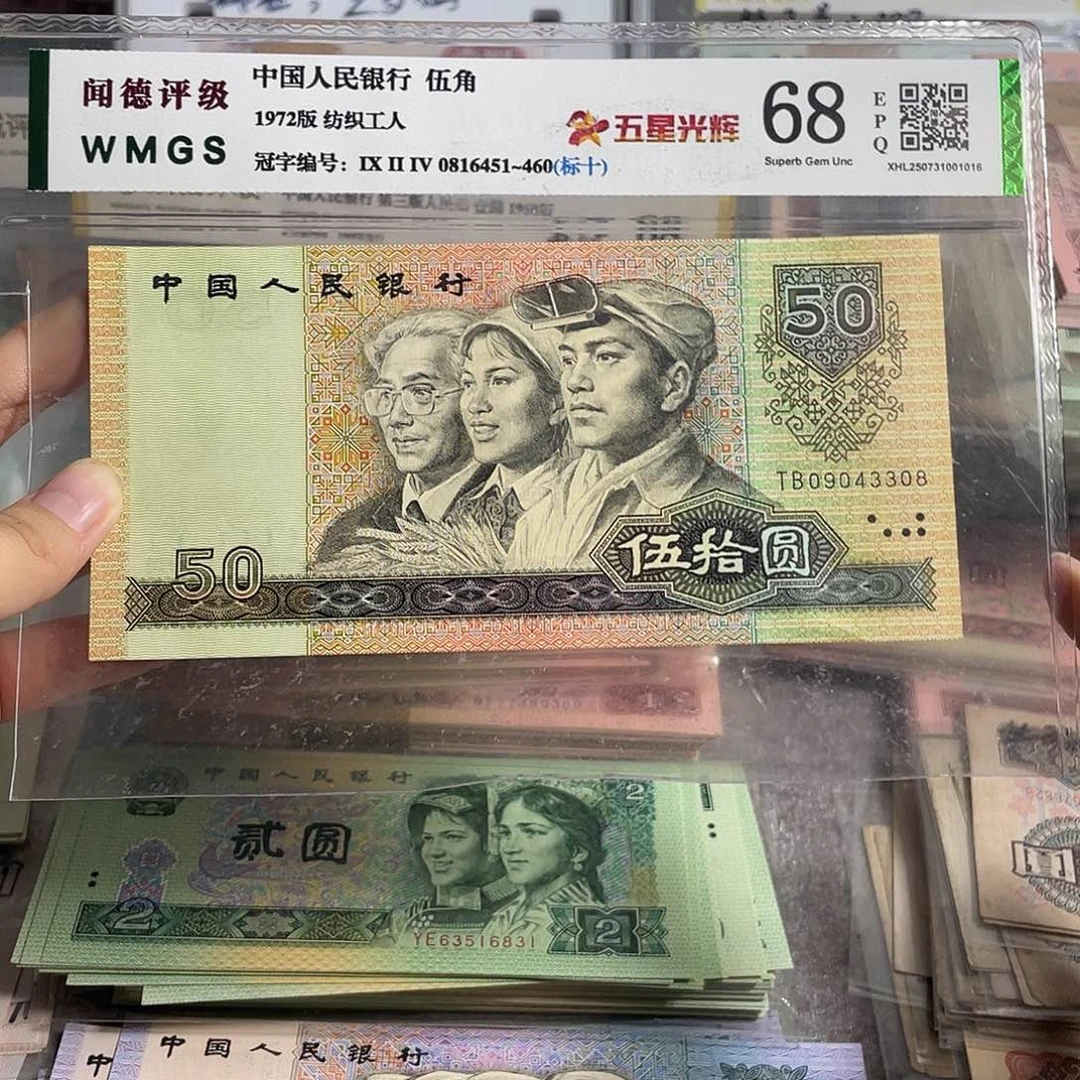 闻德评级
WMGS
中国人民银行 伍角
1972版 纺织工人
冠字编号：IX II IV 0816451~460(标十)
五星光辉
68
Superb Gem Unc
EPQ
XHL250731001016
中国人民银行
50
TB09043308
50
伍拾圆
中国人民银行
2
贰圆
2
YE63516831
2
中
中国人民银行